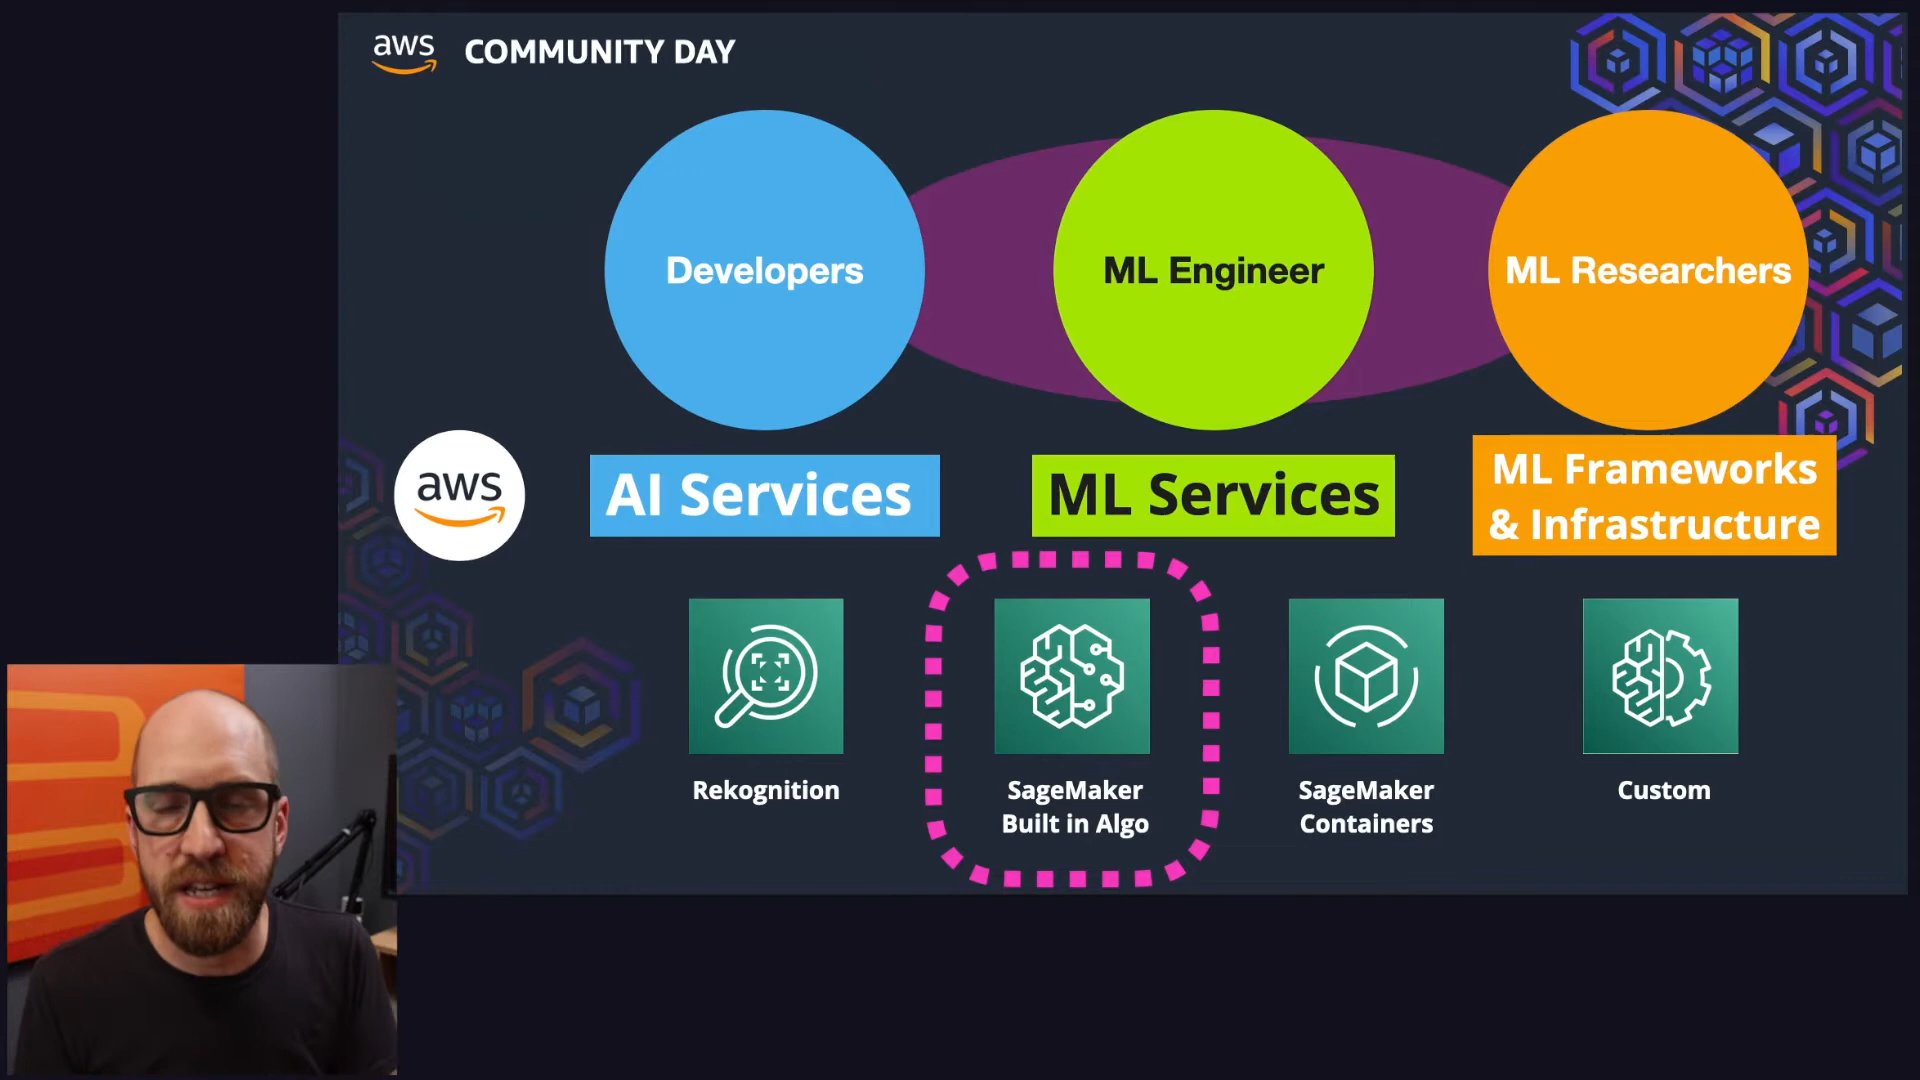 aws COMMUNITY DAY
Developers
ML Engineer
ML Researchers
aws
AI Services
ML Services
ML Frameworks
& Infrastructure
Rekognition
SageMaker
Built in Algo
SageMaker
Containers
Custom